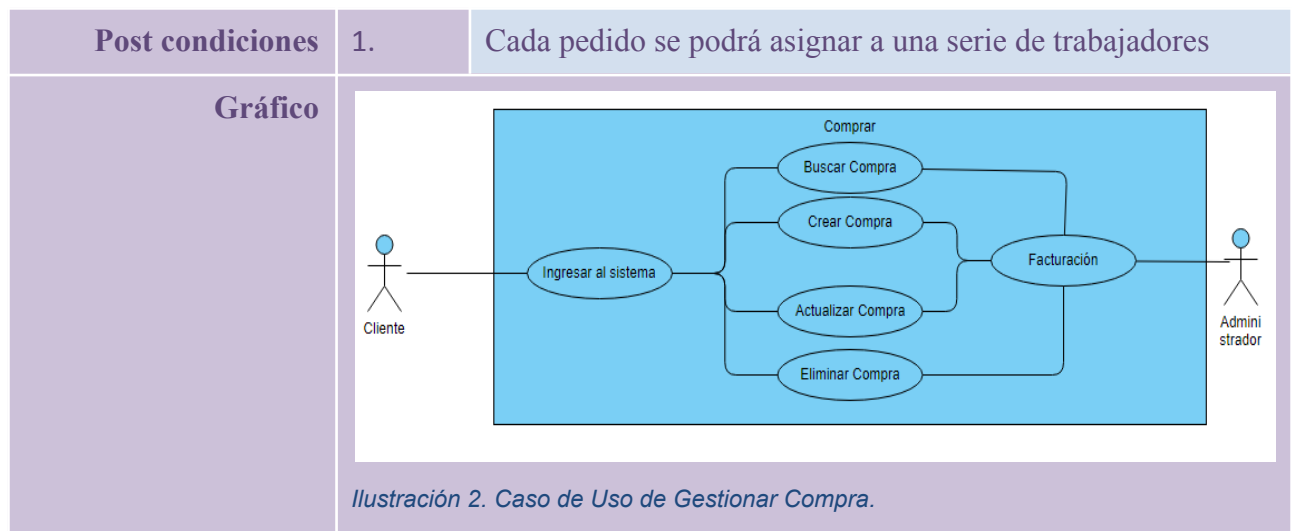 Post condiciones
1.
Cada pedido se podrá asignar a una serie de trabajadores
Gráfico
Comprar
Buscar Compra
Crear Compra
Ingresar al sistema
Facturación
Actualizar Compra
Eliminar Compra
Cliente
Admini
strador
Ilustración 2. Caso de Uso de Gestionar Compra.